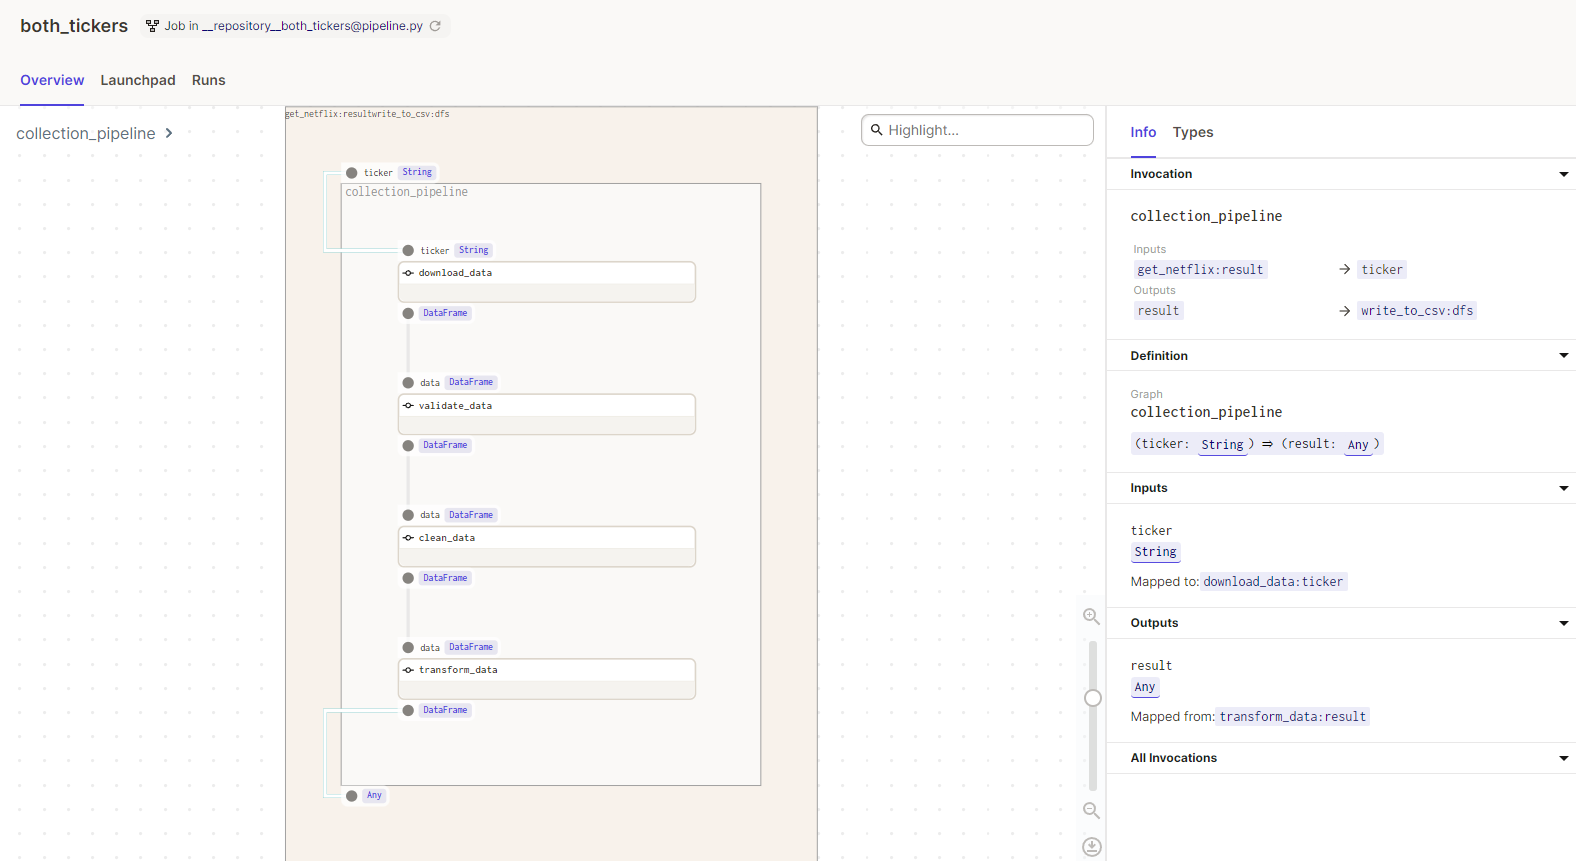 both_tickers
Job in __repository__both_tickers@pipeline.py
Overview Launchpad Runs
collection_pipeline
get_netflix:resultwrite_to_csv:dfs
Highlight...
ticker String
collection_pipeline
ticker String
download_data
DataFrame
data DataFrame
validate_data
DataFrame
data DataFrame
clean_data
DataFrame
data DataFrame
transform_data
DataFrame
Any
Info Types
Invocation
collection_pipeline
Inputs
get_netflix:result → ticker
Outputs
result → write_to_csv:dfs
Definition
Graph
collection_pipeline
(ticker: String) ⇒ (result: Any)
Inputs
ticker
String
Mapped to: download_data:ticker
Outputs
result
Any
Mapped from: transform_data:result
All Invocations